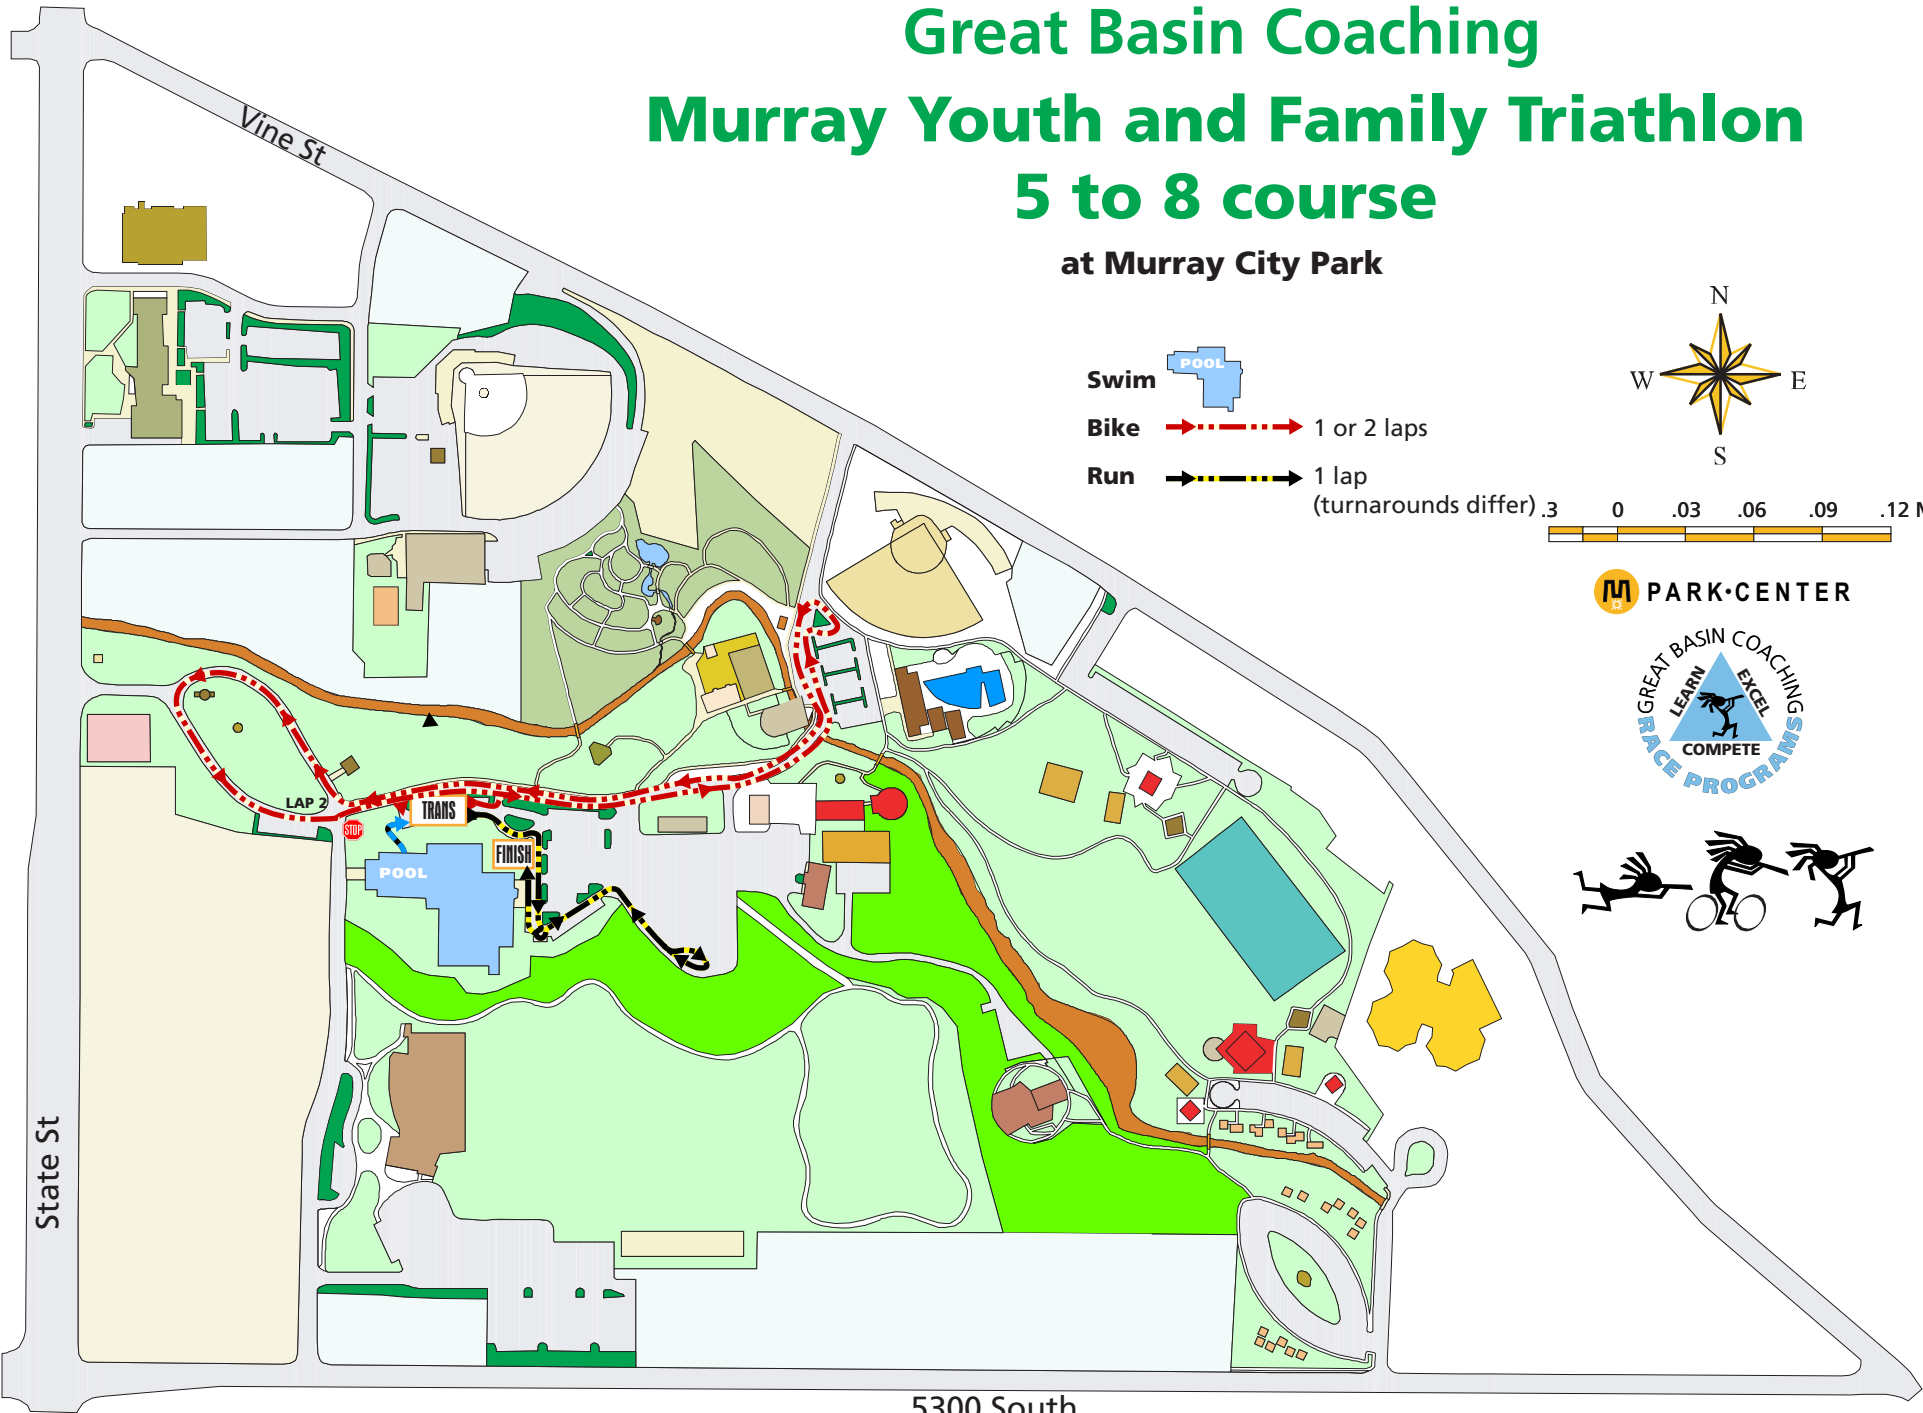 Great Basin Coaching
Murray Youth and Family Triathlon
5 to 8 course
at Murray City Park
Vine St
N
W
E
S
Swim
POOL
Bike
1 or 2 laps
Run
1 lap
(turnarounds differ)
.3 0 .03 .06 .09 .12 M
M PARK•CENTER
GREAT BASIN COACHING
LEARN
EXCEL
COMPETE
RACE PROGRAMS
LAP 2
TRANS
STOP
FINISH
POOL
State St
5300 South